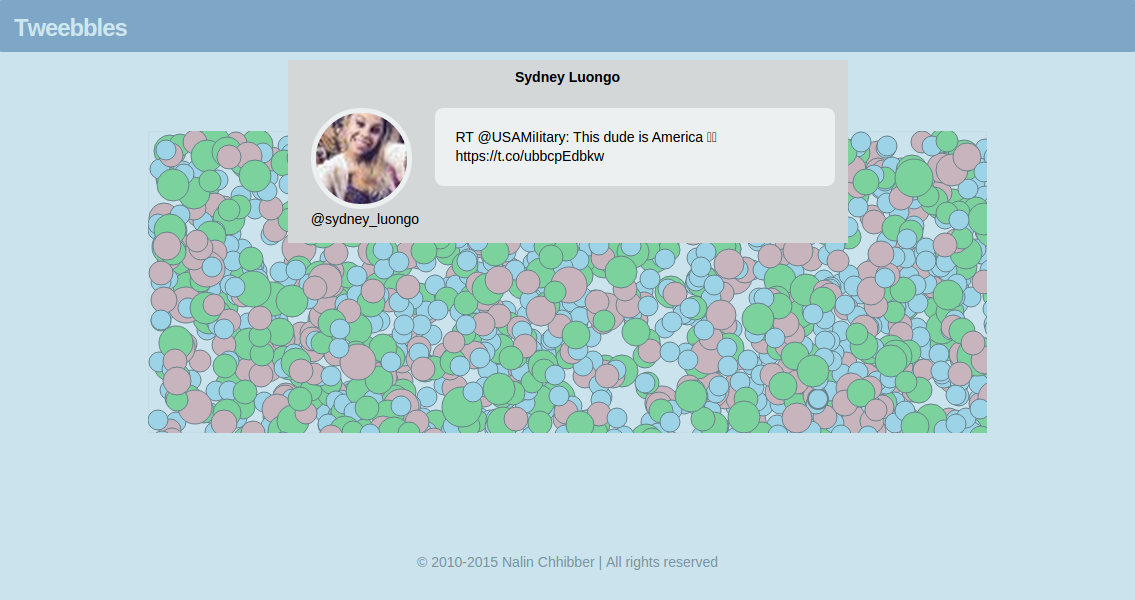 Tweebbles
Sydney Luongo
RT @USAMilitary: This dude is America
https://t.co/ubbcpEdbkw
@sydney_luongo
© 2010-2015 Nalin Chhibber | All rights reserved